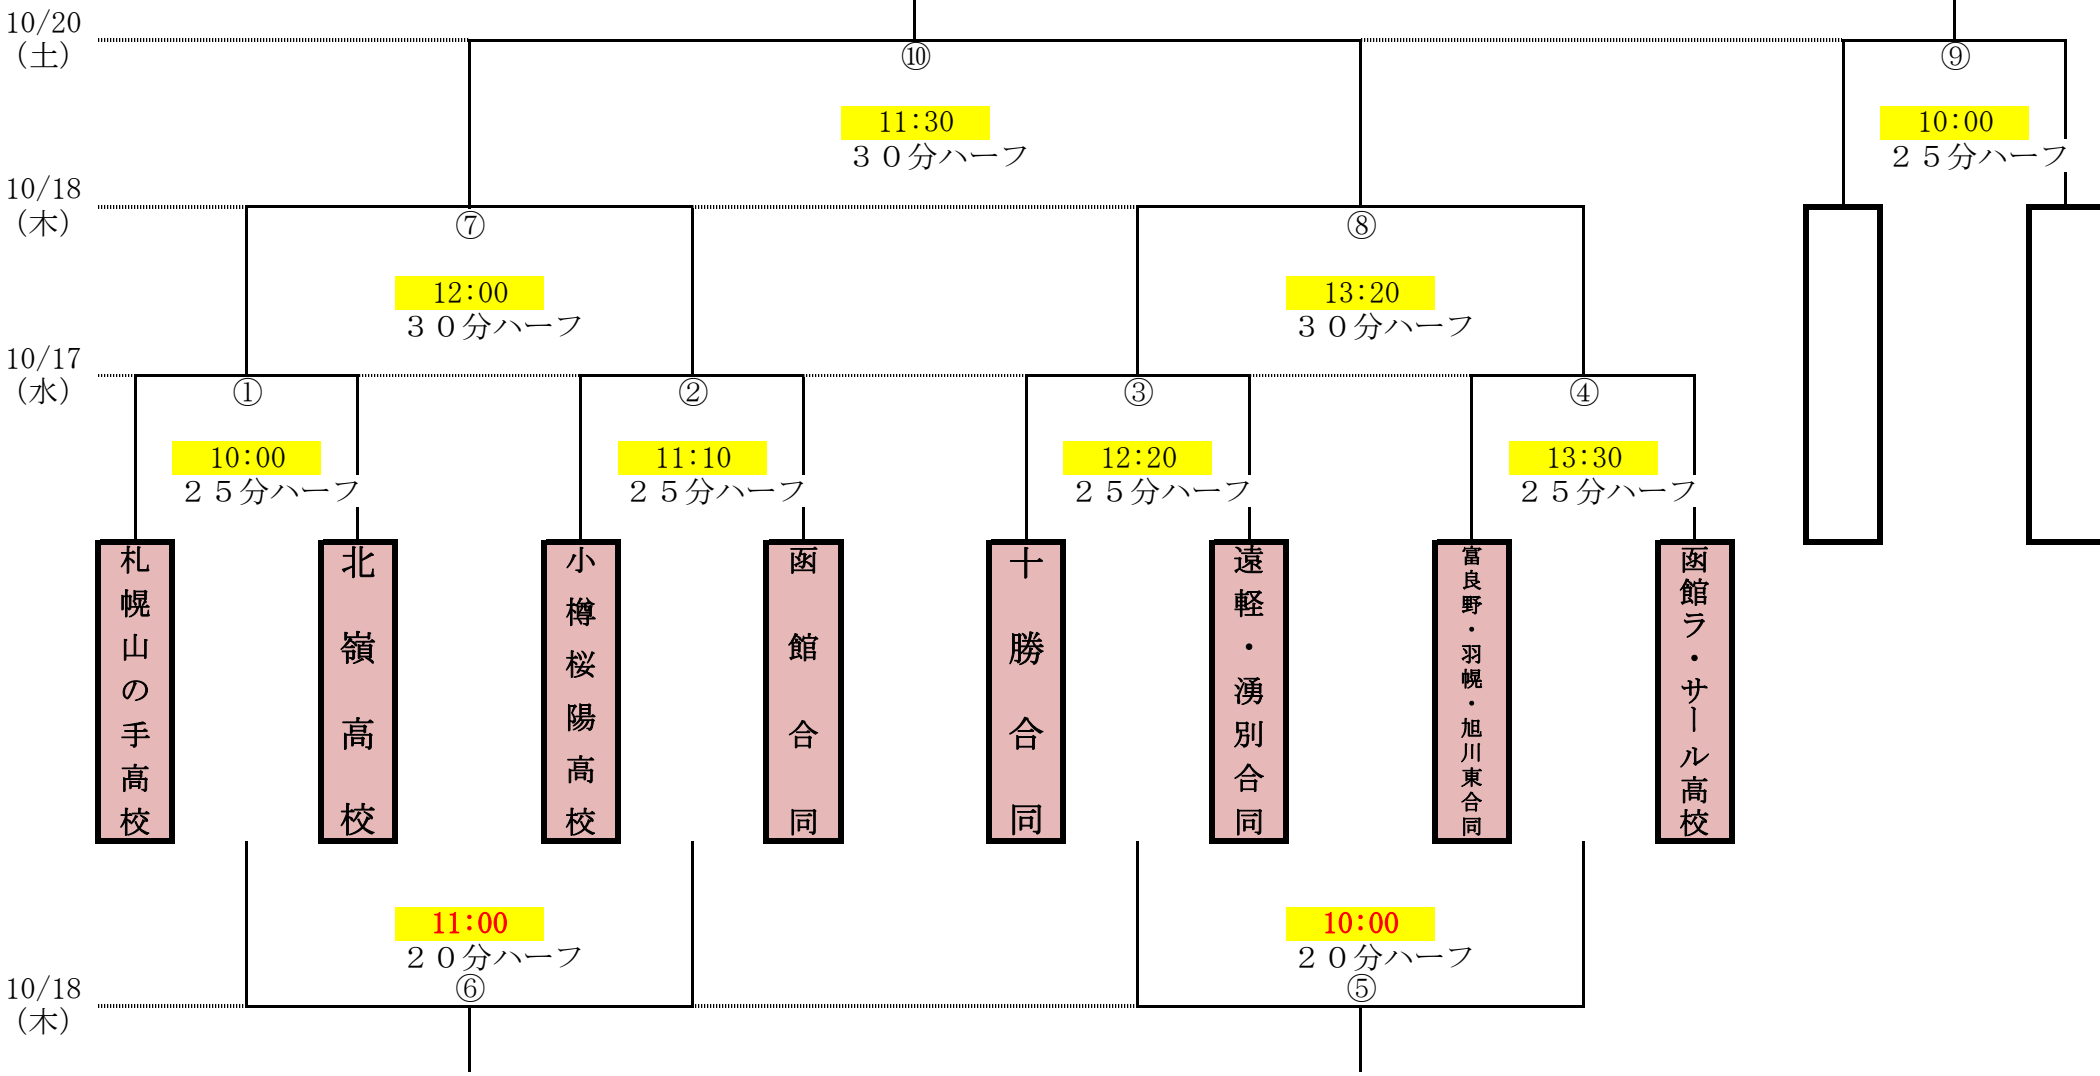 10/20
（土）
⑩
⑨
11:30
３０分ハーフ
10:00
２５分ハーフ
10/18
（木）
⑦
⑧
12:00
３０分ハーフ
13:20
３０分ハーフ
10/17
（水）
①
②
③
④
10:00
２５分ハーフ
11:10
２５分ハーフ
12:20
２５分ハーフ
13:30
２５分ハーフ
札幌山の手高校
北嶺高校
小樽桜陽高校
函館合同
十勝合同
遠軽・湧別合同
富良野・羽幌・旭川東合同
函館ラ・サール高校
11:00
２０分ハーフ
⑥
10:00
２０分ハーフ
⑤
10/18
（木）